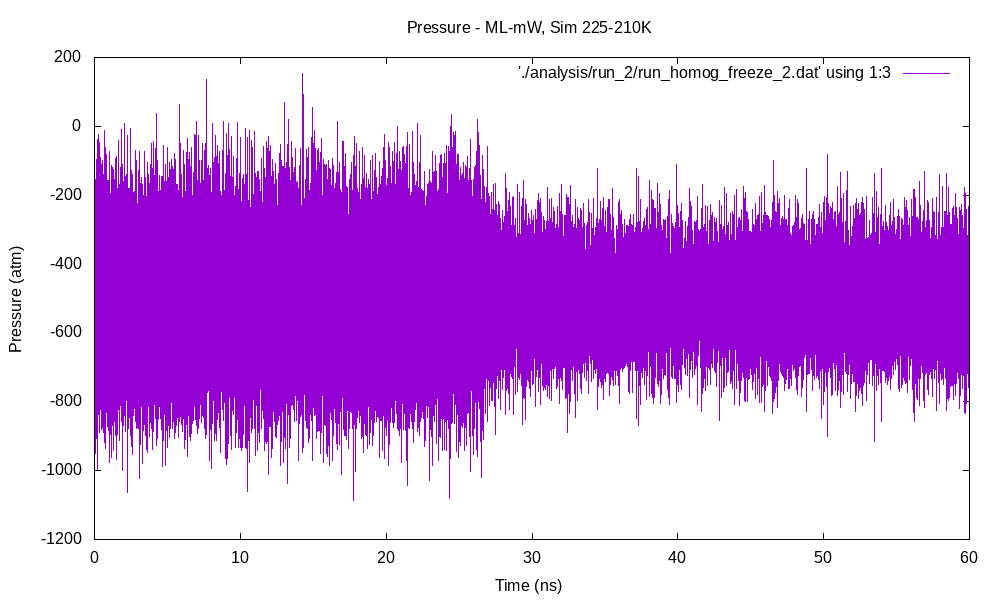 Pressure - ML-mW, Sim 225-210K
'./analysis/run_2/run_homog_freeze_2.dat' using 1:3
200
0
-200
-400
-600
-800
-1000
-1200
Pressure (atm)
0 10 20 30 40 50 60
Time (ns)